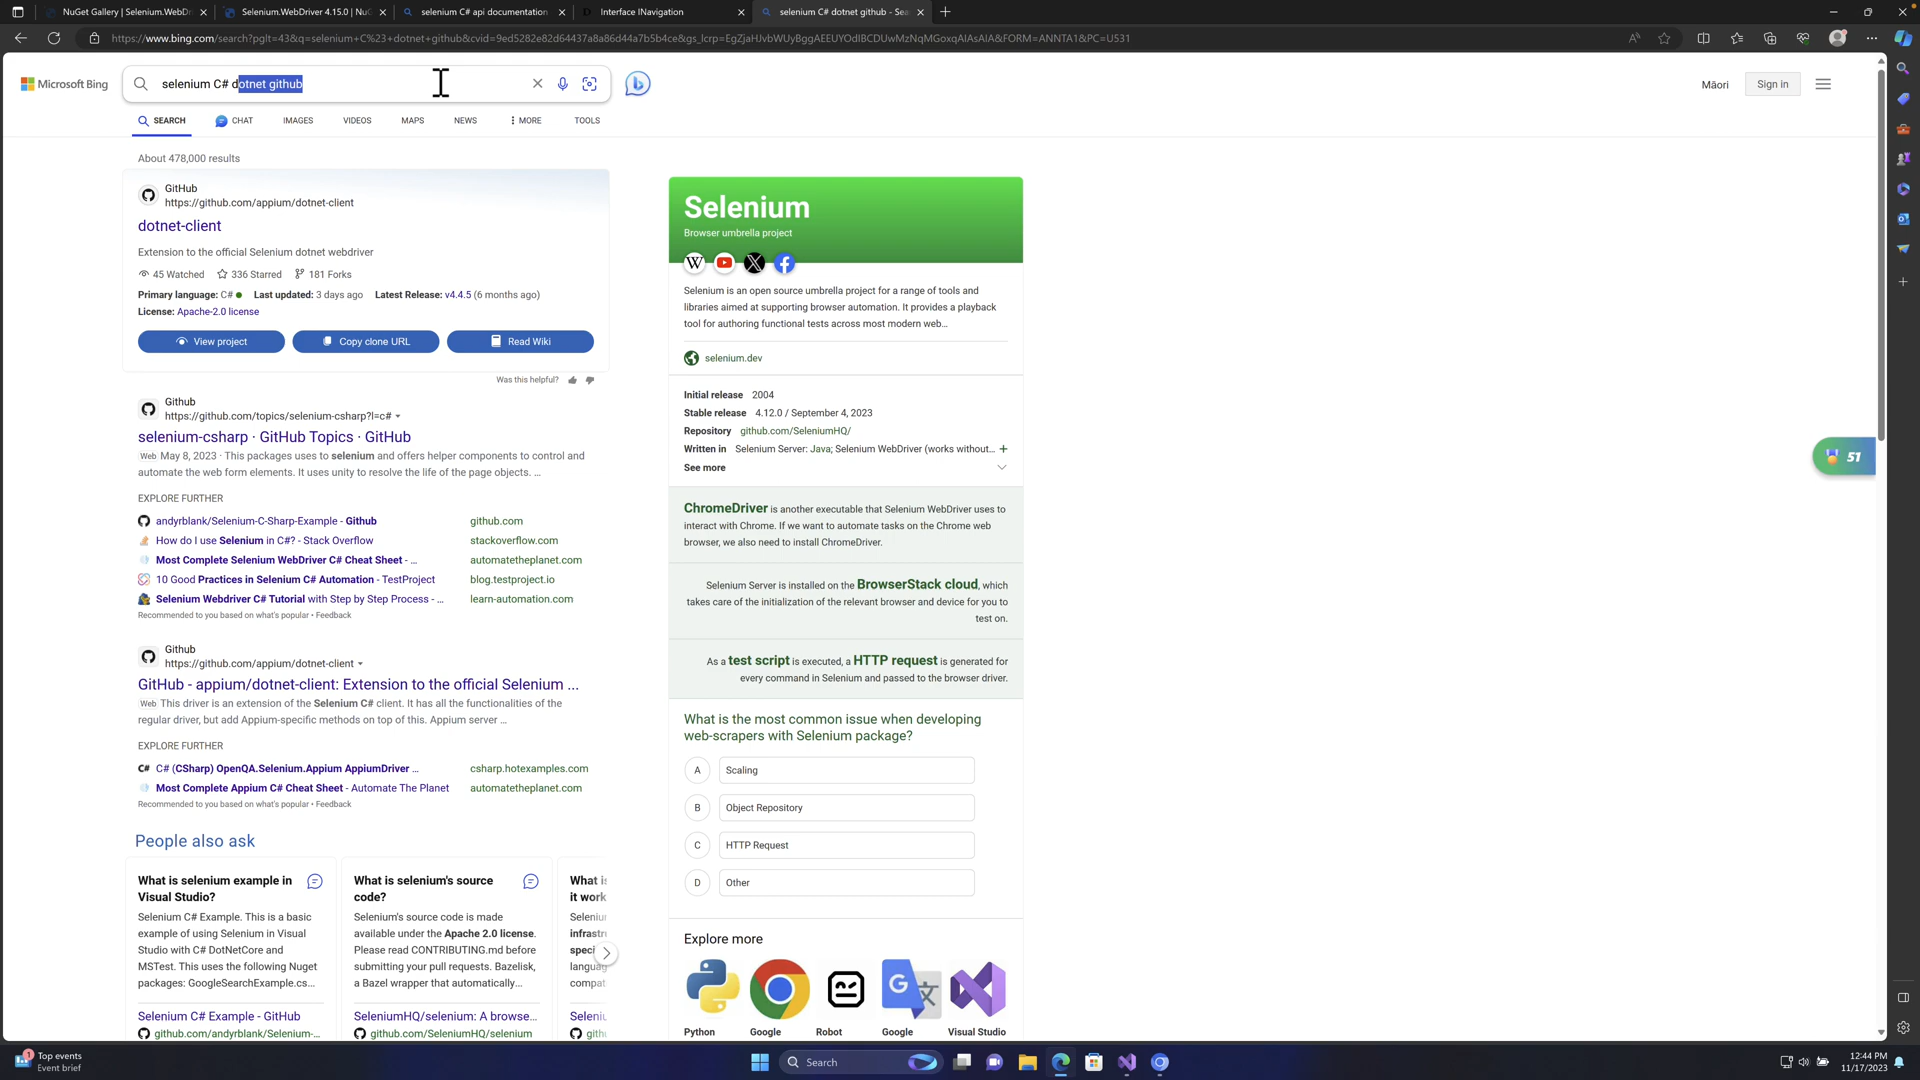 NuGet Gallery | Selenium.WebDr
Selenium.WebDriver 4.15.0 | NuG
selenium C# api documentation
Interface INavigation
selenium C# dotnet github - Sea
https://www.bing.com/search?pglt=43&q=selenium+C%23+dotnet+github&cvid=9ed5282e82d64437a8a86d44a7b5b4ce&gs_lcrp=EgZjaHJvbWUyBggAEEUYOdIBCDUwMzNqMGoxqAIAsAIA&FORM=ANNTA1&PC=U531
Microsoft Bing
selenium C# dotnet github
Māori
Sign in
SEARCH
CHAT
IMAGES
VIDEOS
MAPS
NEWS
MORE
TOOLS
About 478,000 results
GitHub
https://github.com/appium/dotnet-client
dotnet-client
Extension to the official Selenium dotnet webdriver
45 Watched 336 Starred 181 Forks
Primary language: C# Last updated: 3 days ago Latest Release: v4.4.5 (6 months ago)
License: Apache-2.0 license
View project
Copy clone URL
Read Wiki
Was this helpful?
Github
https://github.com/topics/selenium-csharp?l=c#
selenium-csharp · GitHub Topics · GitHub
Web May 8, 2023 · This packages uses to selenium and offers helper components to control and
automate the web form elements. It uses unity to resolve the life of the page objects. ...
EXPLORE FURTHER
andyrblank/Selenium-C-Sharp-Example - Github github.com
How do I use Selenium in C#? - Stack Overflow stackoverflow.com
Most Complete Selenium WebDriver C# Cheat Sheet - ... automatetheplanet.com
10 Good Practices in Selenium C# Automation - TestProject blog.testproject.io
Selenium Webdriver C# Tutorial with Step by Step Process - ... learn-automation.com
Recommended to you based on what's popular • Feedback
Github
https://github.com/appium/dotnet-client
GitHub - appium/dotnet-client: Extension to the official Selenium ...
Web This driver is an extension of the Selenium C# client. It has all the functionalities of the
regular driver, but add Appium-specific methods on top of this. Appium server ...
EXPLORE FURTHER
C# C# (CSharp) OpenQA.Selenium.Appium AppiumDriver ... csharp.hotexamples.com
Most Complete Appium C# Cheat Sheet - Automate The Planet automatetheplanet.com
Recommended to you based on what's popular • Feedback
People also ask
What is selenium example in
Visual Studio?
Selenium C# Example. This is a basic
example of using Selenium in Visual
Studio with C# DotNetCore and
MSTest. This uses the following Nuget
packages: GoogleSearchExample.cs...
Selenium C# Example - GitHub
github.com/andyrblank/Selenium-...
What is selenium's source
code?
Selenium's source code is made
available under the Apache 2.0 license.
Please read CONTRIBUTING.md before
submitting your pull requests. Bazelisk,
a Bazel wrapper that automatically...
SeleniumHQ/selenium: A browse...
github.com/SeleniumHQ/selenium
What is
it work
Seleniu
infrastr
speci
langua
compat
Seleni
gith
Selenium
Browser umbrella project
W
X
Selenium is an open source umbrella project for a range of tools and
libraries aimed at supporting browser automation. It provides a playback
tool for authoring functional tests across most modern web...
selenium.dev
Initial release 2004
Stable release 4.12.0 / September 4, 2023
Repository github.com/SeleniumHQ/
Written in Selenium Server: Java; Selenium WebDriver (works without...
See more
ChromeDriver is another executable that Selenium WebDriver uses to
interact with Chrome. If we want to automate tasks on the Chrome web
browser, we also need to install ChromeDriver.
Selenium Server is installed on the BrowserStack cloud, which
takes care of the initialization of the relevant browser and device for you to
test on.
As a test script is executed, a HTTP request is generated for
every command in Selenium and passed to the browser driver.
What is the most common issue when developing
web-scrapers with Selenium package?
A Scaling
B Object Repository
C HTTP Request
D Other
Explore more
Python
Google
Robot
Google
Visual Studio
51
Top events
Event brief
Search
12:44 PM
11/17/2023